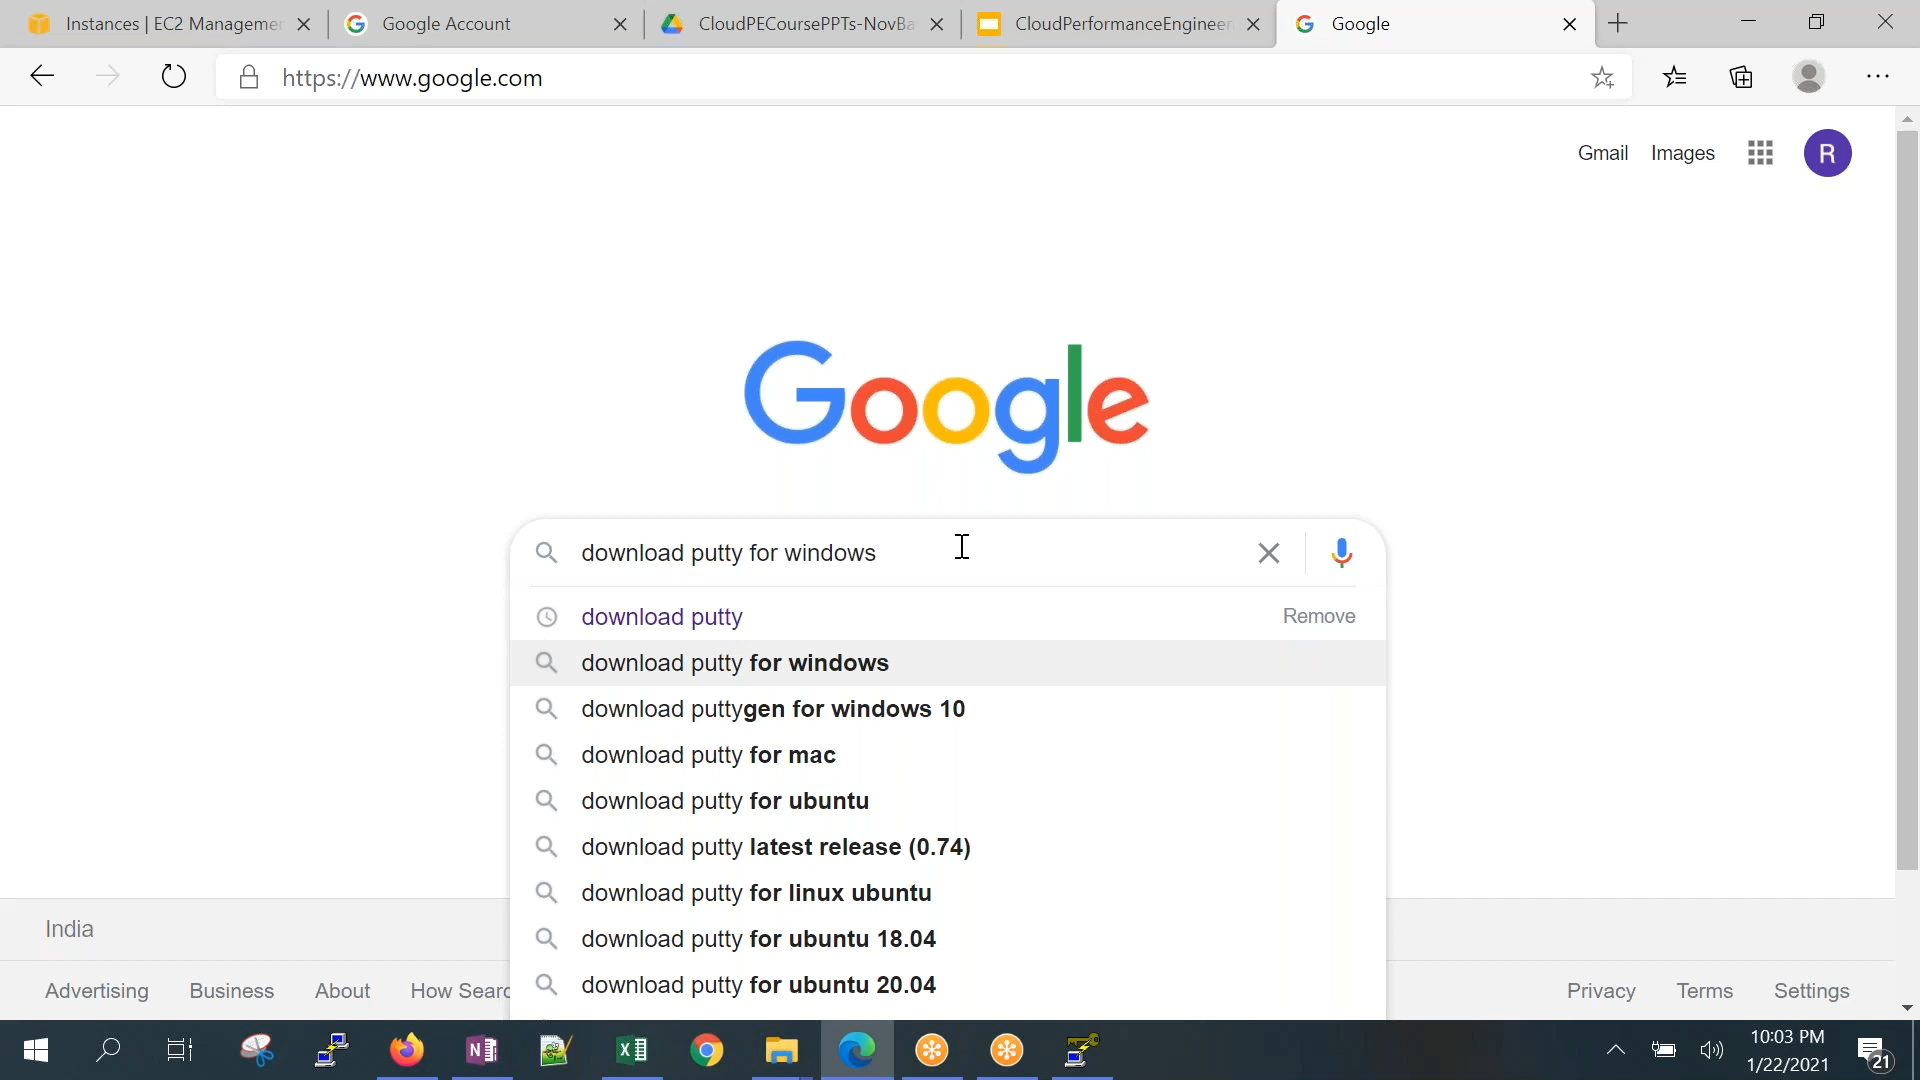 Instances | EC2 Manageme
Google Account
CloudPECoursePPTs-NovBa
CloudPerformanceEngineer
Google
https://www.google.com
Gmail
Images
R
Google
download putty for windows
download putty
Remove
download putty for windows
download puttygen for windows 10
download putty for mac
download putty for ubuntu
download putty latest release (0.74)
download putty for linux ubuntu
download putty for ubuntu 18.04
download putty for ubuntu 20.04
India
Advertising
Business
About
How Searc
Privacy
Terms
Settings
10:03 PM
1/22/2021
21